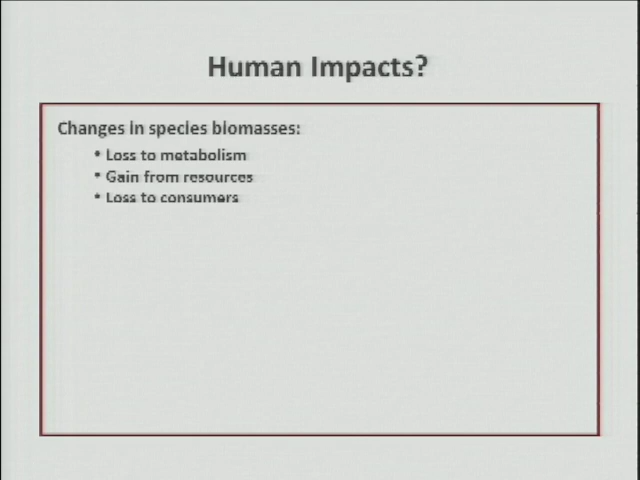 Human Impacts?
Changes in species biomasses:
• Loss to metabolism
• Gain from resources
• Loss to consumers